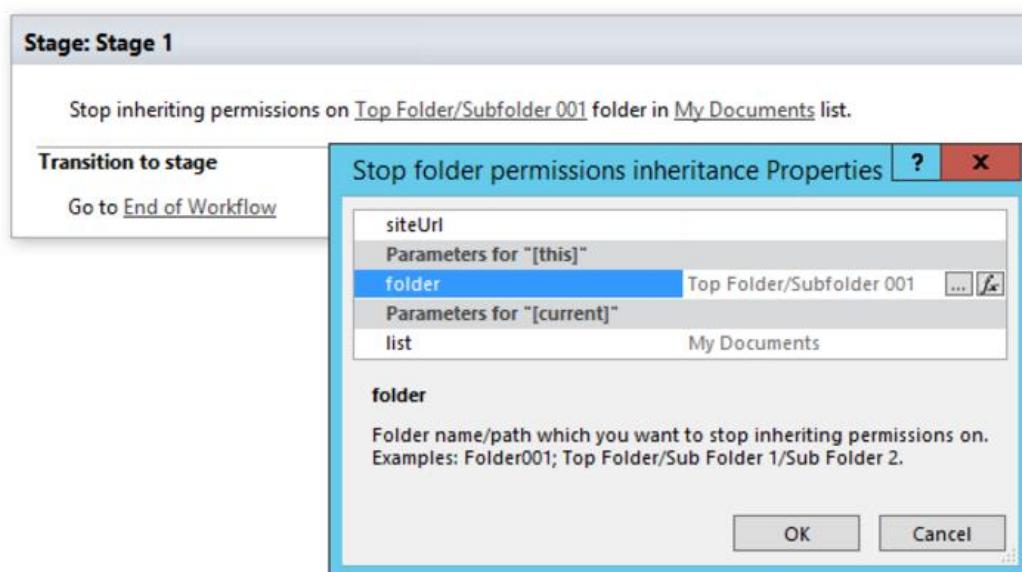 Stage: Stage 1
Stop inheriting permissions on Top Folder/Subfolder 001 folder in My Documents list.
Transition to stage
Go to End of Workflow
Stop folder permissions inheritance Properties ? x
siteUrl
Parameters for "[this]"
folder Top Folder/Subfolder 001 ... fx
Parameters for "[current]"
list My Documents
folder
Folder name/path which you want to stop inheriting permissions on.
Examples: Folder001; Top Folder/Sub Folder 1/Sub Folder 2.
OK Cancel